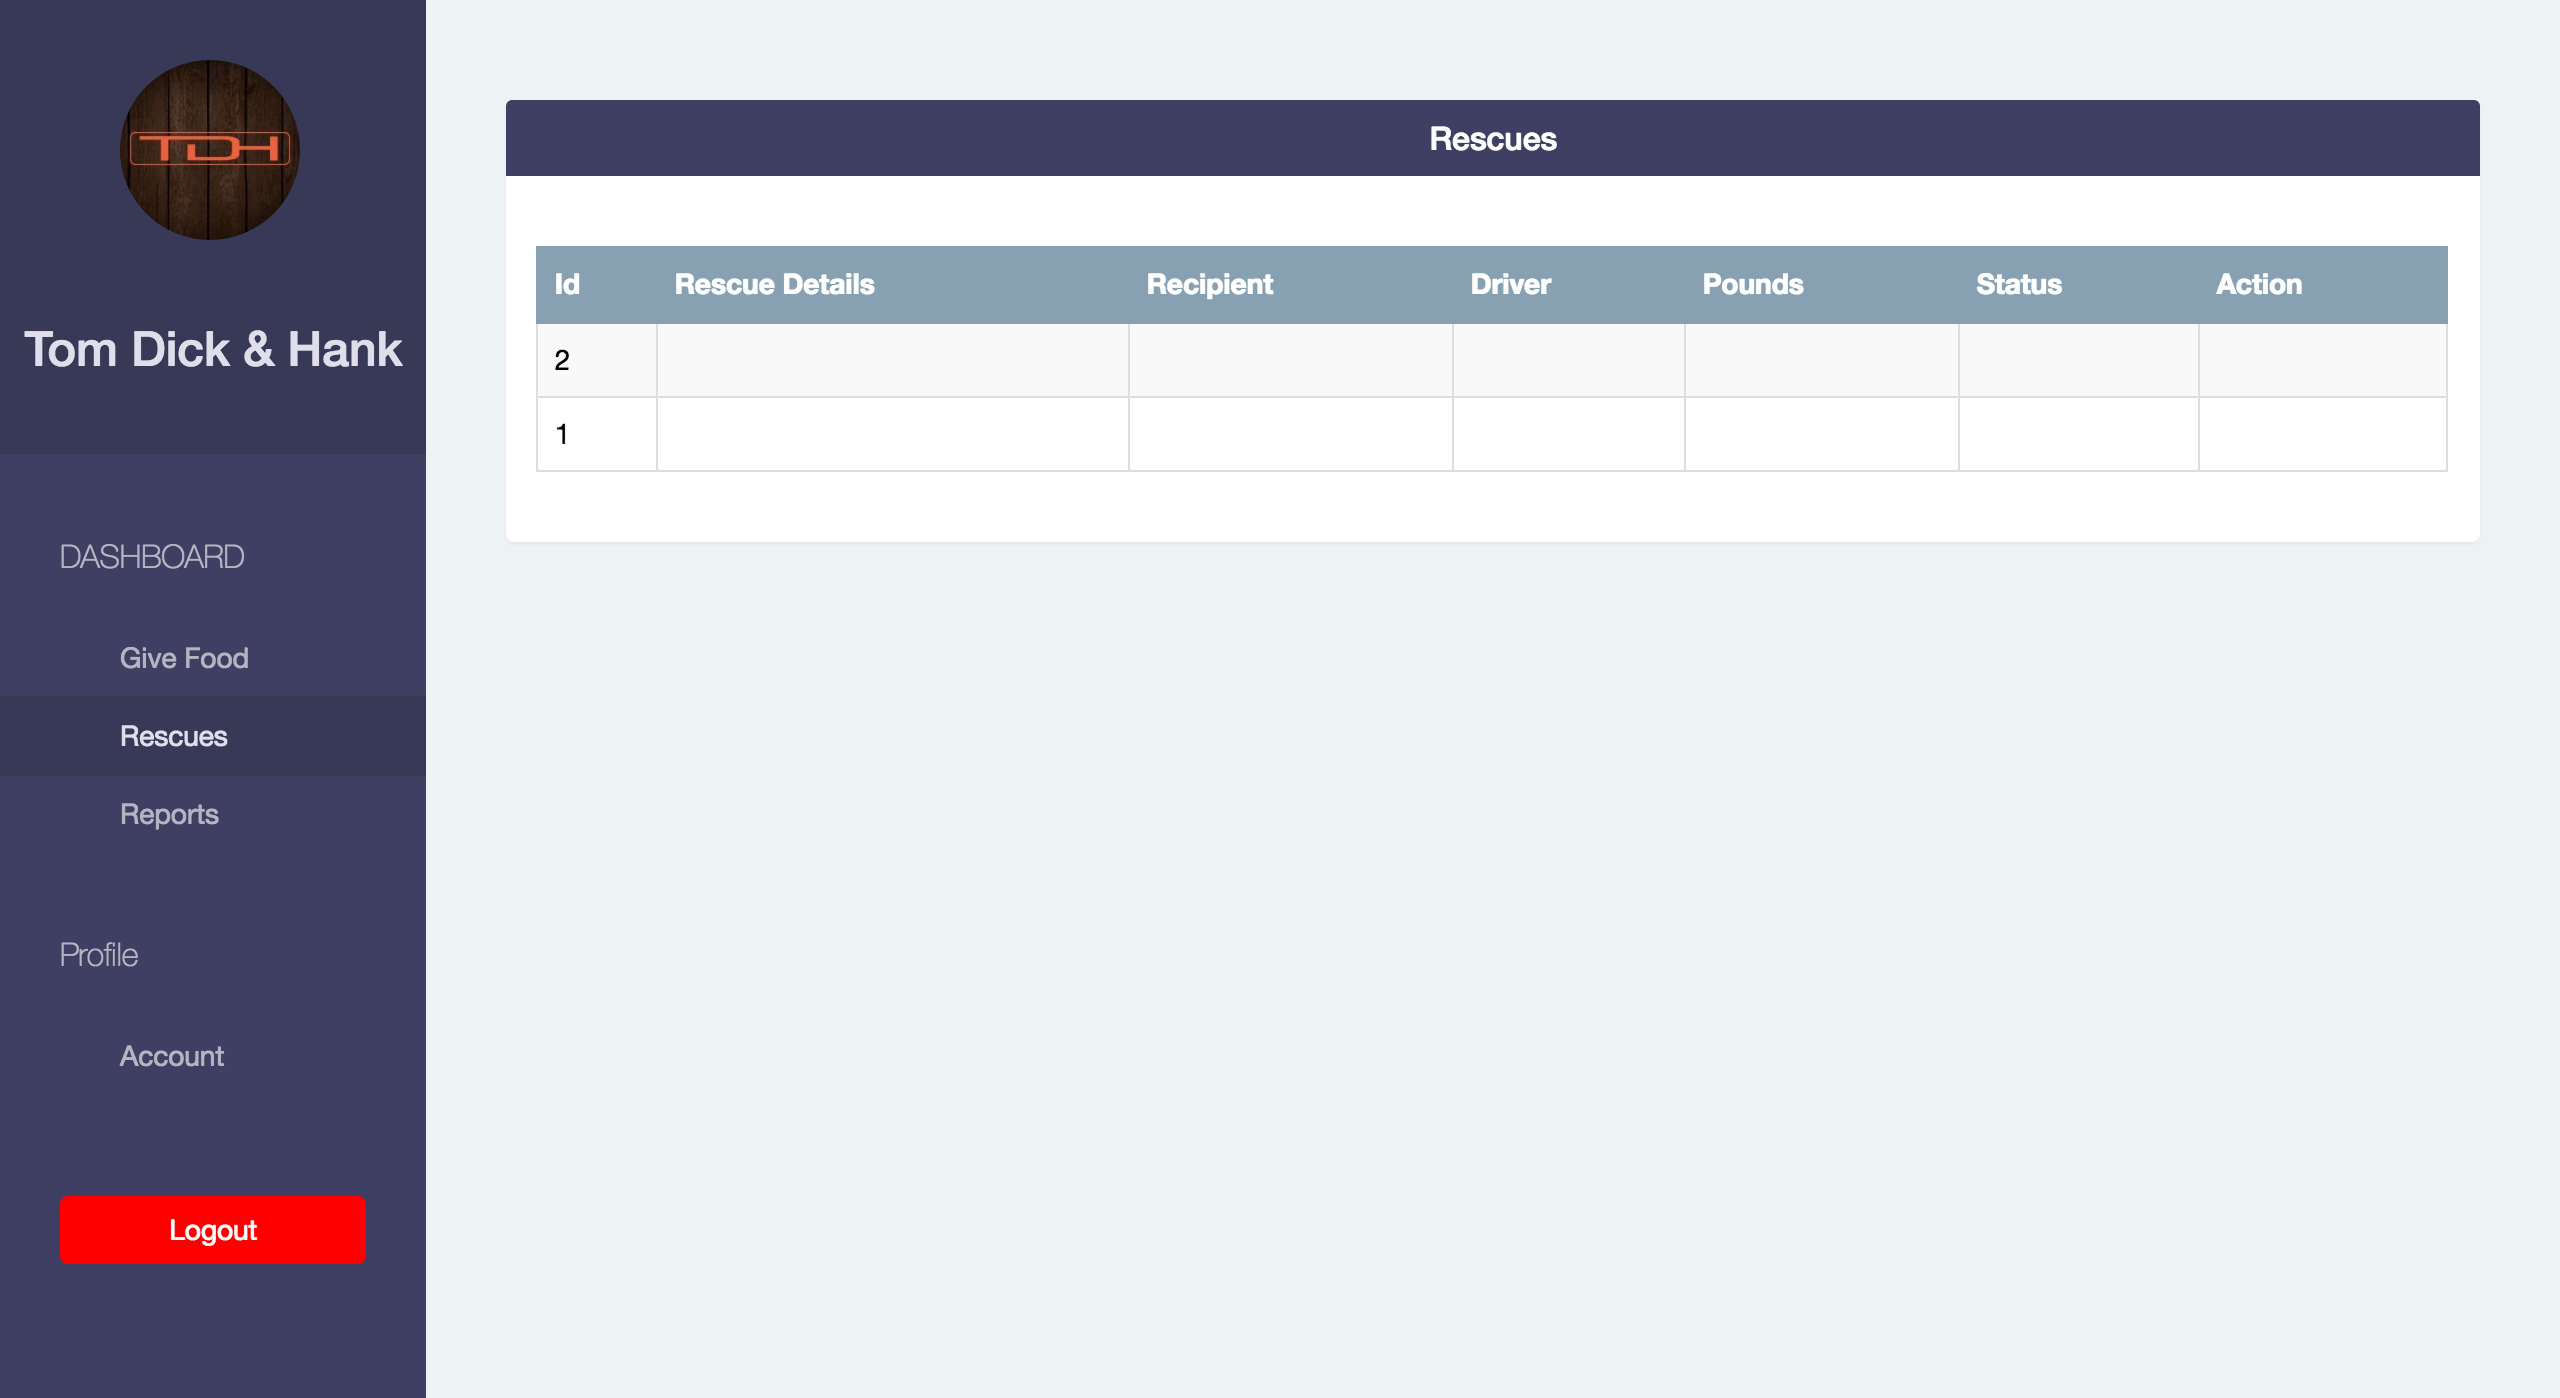 TDH
Tom Dick & Hank
DASHBOARD
Give Food
Rescues
Reports
Profile
Account
Logout
Rescues
Id Rescue Details Recipient Driver Pounds Status Action
2
1